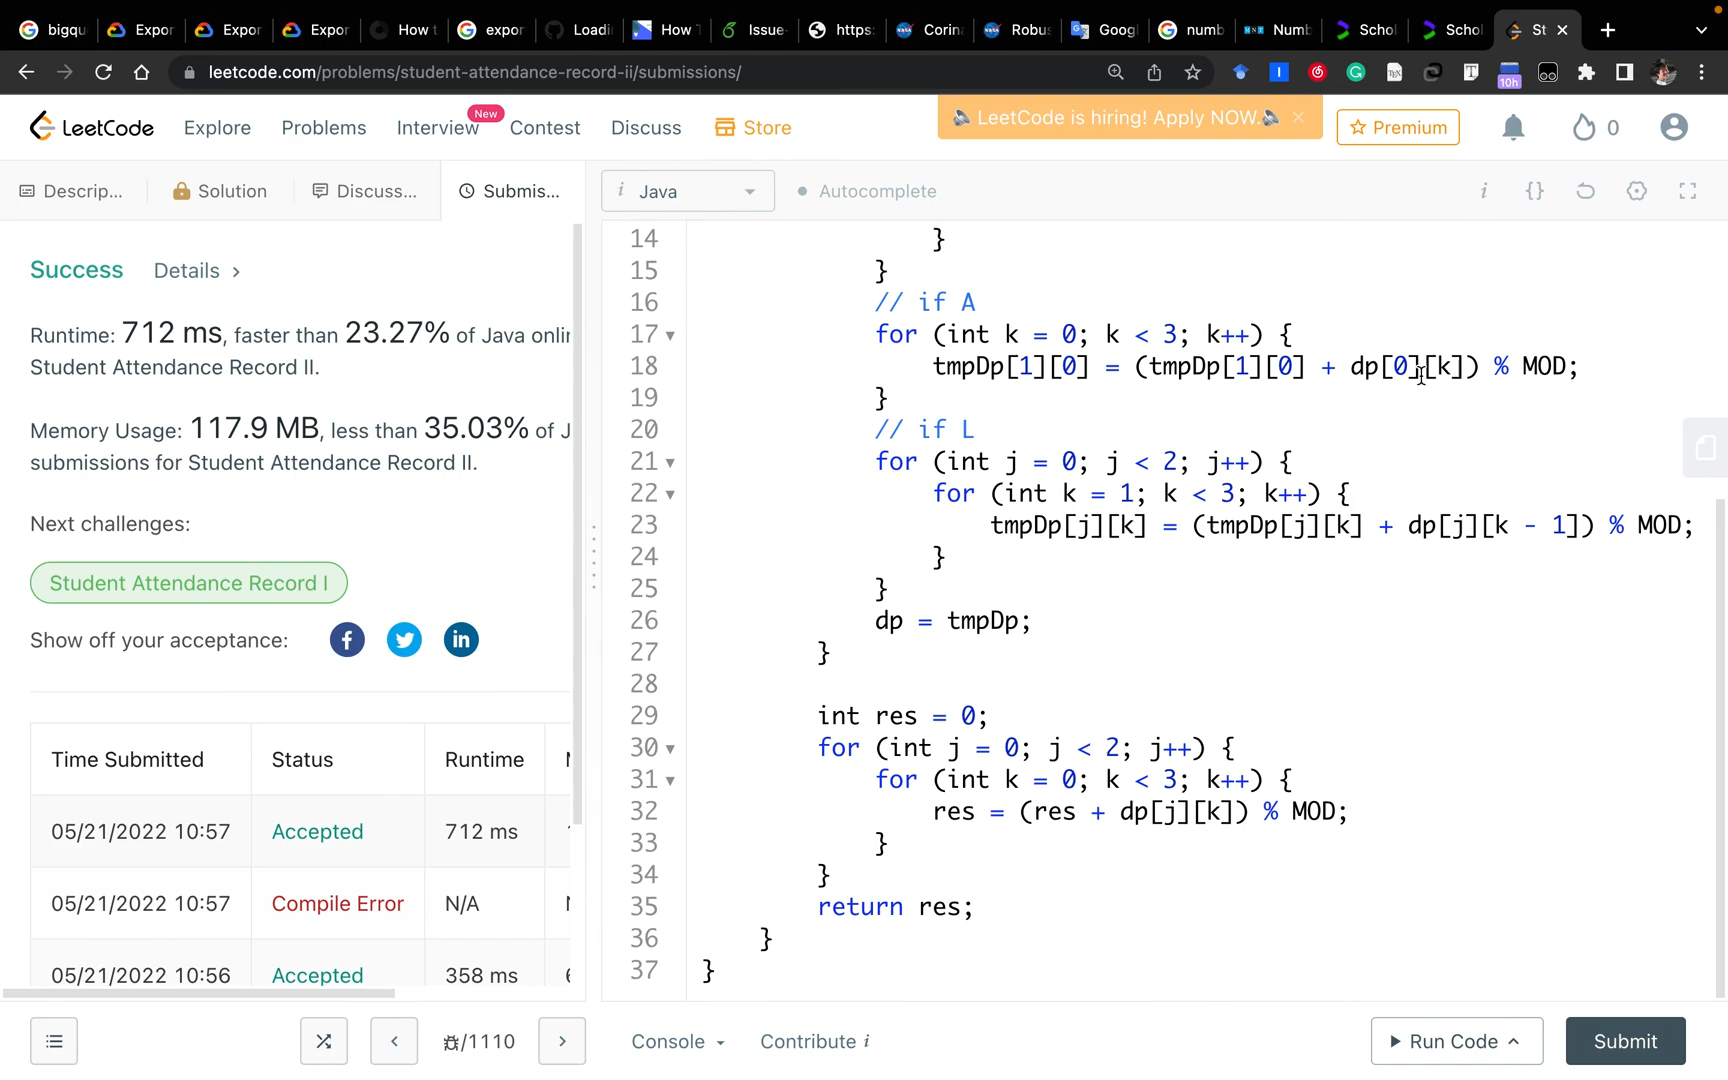 bigqu
Expor
Expor
Expor
How t
expor
Loadi
How T
Issue-
https:
Corin
Robus
Googl
numb
Numb
Schol
Schol
St
leetcode.com/problems/student-attendance-record-ii/submissions/
10h
LeetCode
Explore
Problems
Interview
New
Contest
Discuss
Store
LeetCode is hiring! Apply NOW.
Premium
0
Descrip...
Solution
Discuss...
Submis...
i Java
Autocomplete
Success
Details >
Runtime: 712 ms, faster than 23.27% of Java onlin
Student Attendance Record II.
Memory Usage: 117.9 MB, less than 35.03% of J
submissions for Student Attendance Record II.
Next challenges:
Student Attendance Record I
Show off your acceptance:
Time Submitted Status Runtime
05/21/2022 10:57 Accepted 712 ms
05/21/2022 10:57 Compile Error N/A
05/21/2022 10:56 Accepted 358 ms
14 }
15 }
16 // if A
17 for (int k = 0; k < 3; k++) {
18 tmpDp[1][0] = (tmpDp[1][0] + dp[0][k]) % MOD;
19 }
20 // if L
21 for (int j = 0; j < 2; j++) {
22 for (int k = 1; k < 3; k++) {
23 tmpDp[j][k] = (tmpDp[j][k] + dp[j][k - 1]) % MOD;
24 }
25 }
26 dp = tmpDp;
27 }
28
29 int res = 0;
30 for (int j = 0; j < 2; j++) {
31 for (int k = 0; k < 3; k++) {
32 res = (res + dp[j][k]) % MOD;
33 }
34 }
35 return res;
36 }
37 }
/1110
Console
Contribute i
Run Code
Submit